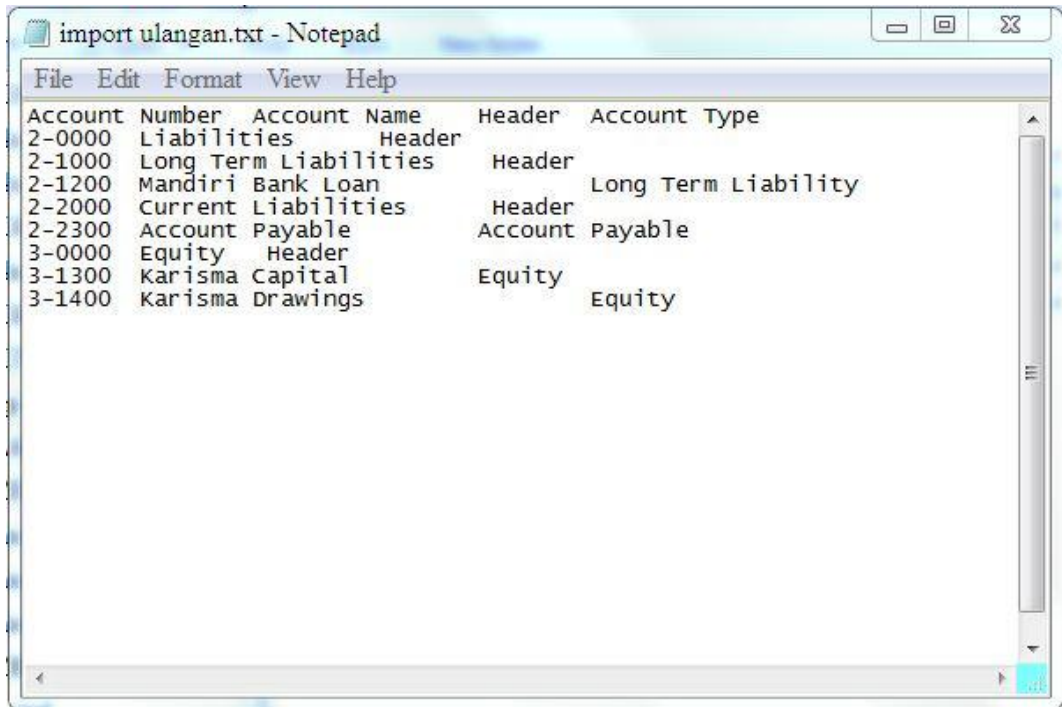 import ulangan.txt - Notepad
File Edit Format View Help
Account Number Account Name Header Account Type
2-0000 Liabilities Header
2-1000 Long Term Liabilities Header
2-1200 Mandiri Bank Loan Long Term Liability
2-2000 Current Liabilities Header
2-2300 Account Payable Account Payable
3-0000 Equity Header
3-1300 Karisma Capital Equity
3-1400 Karisma Drawings Equity